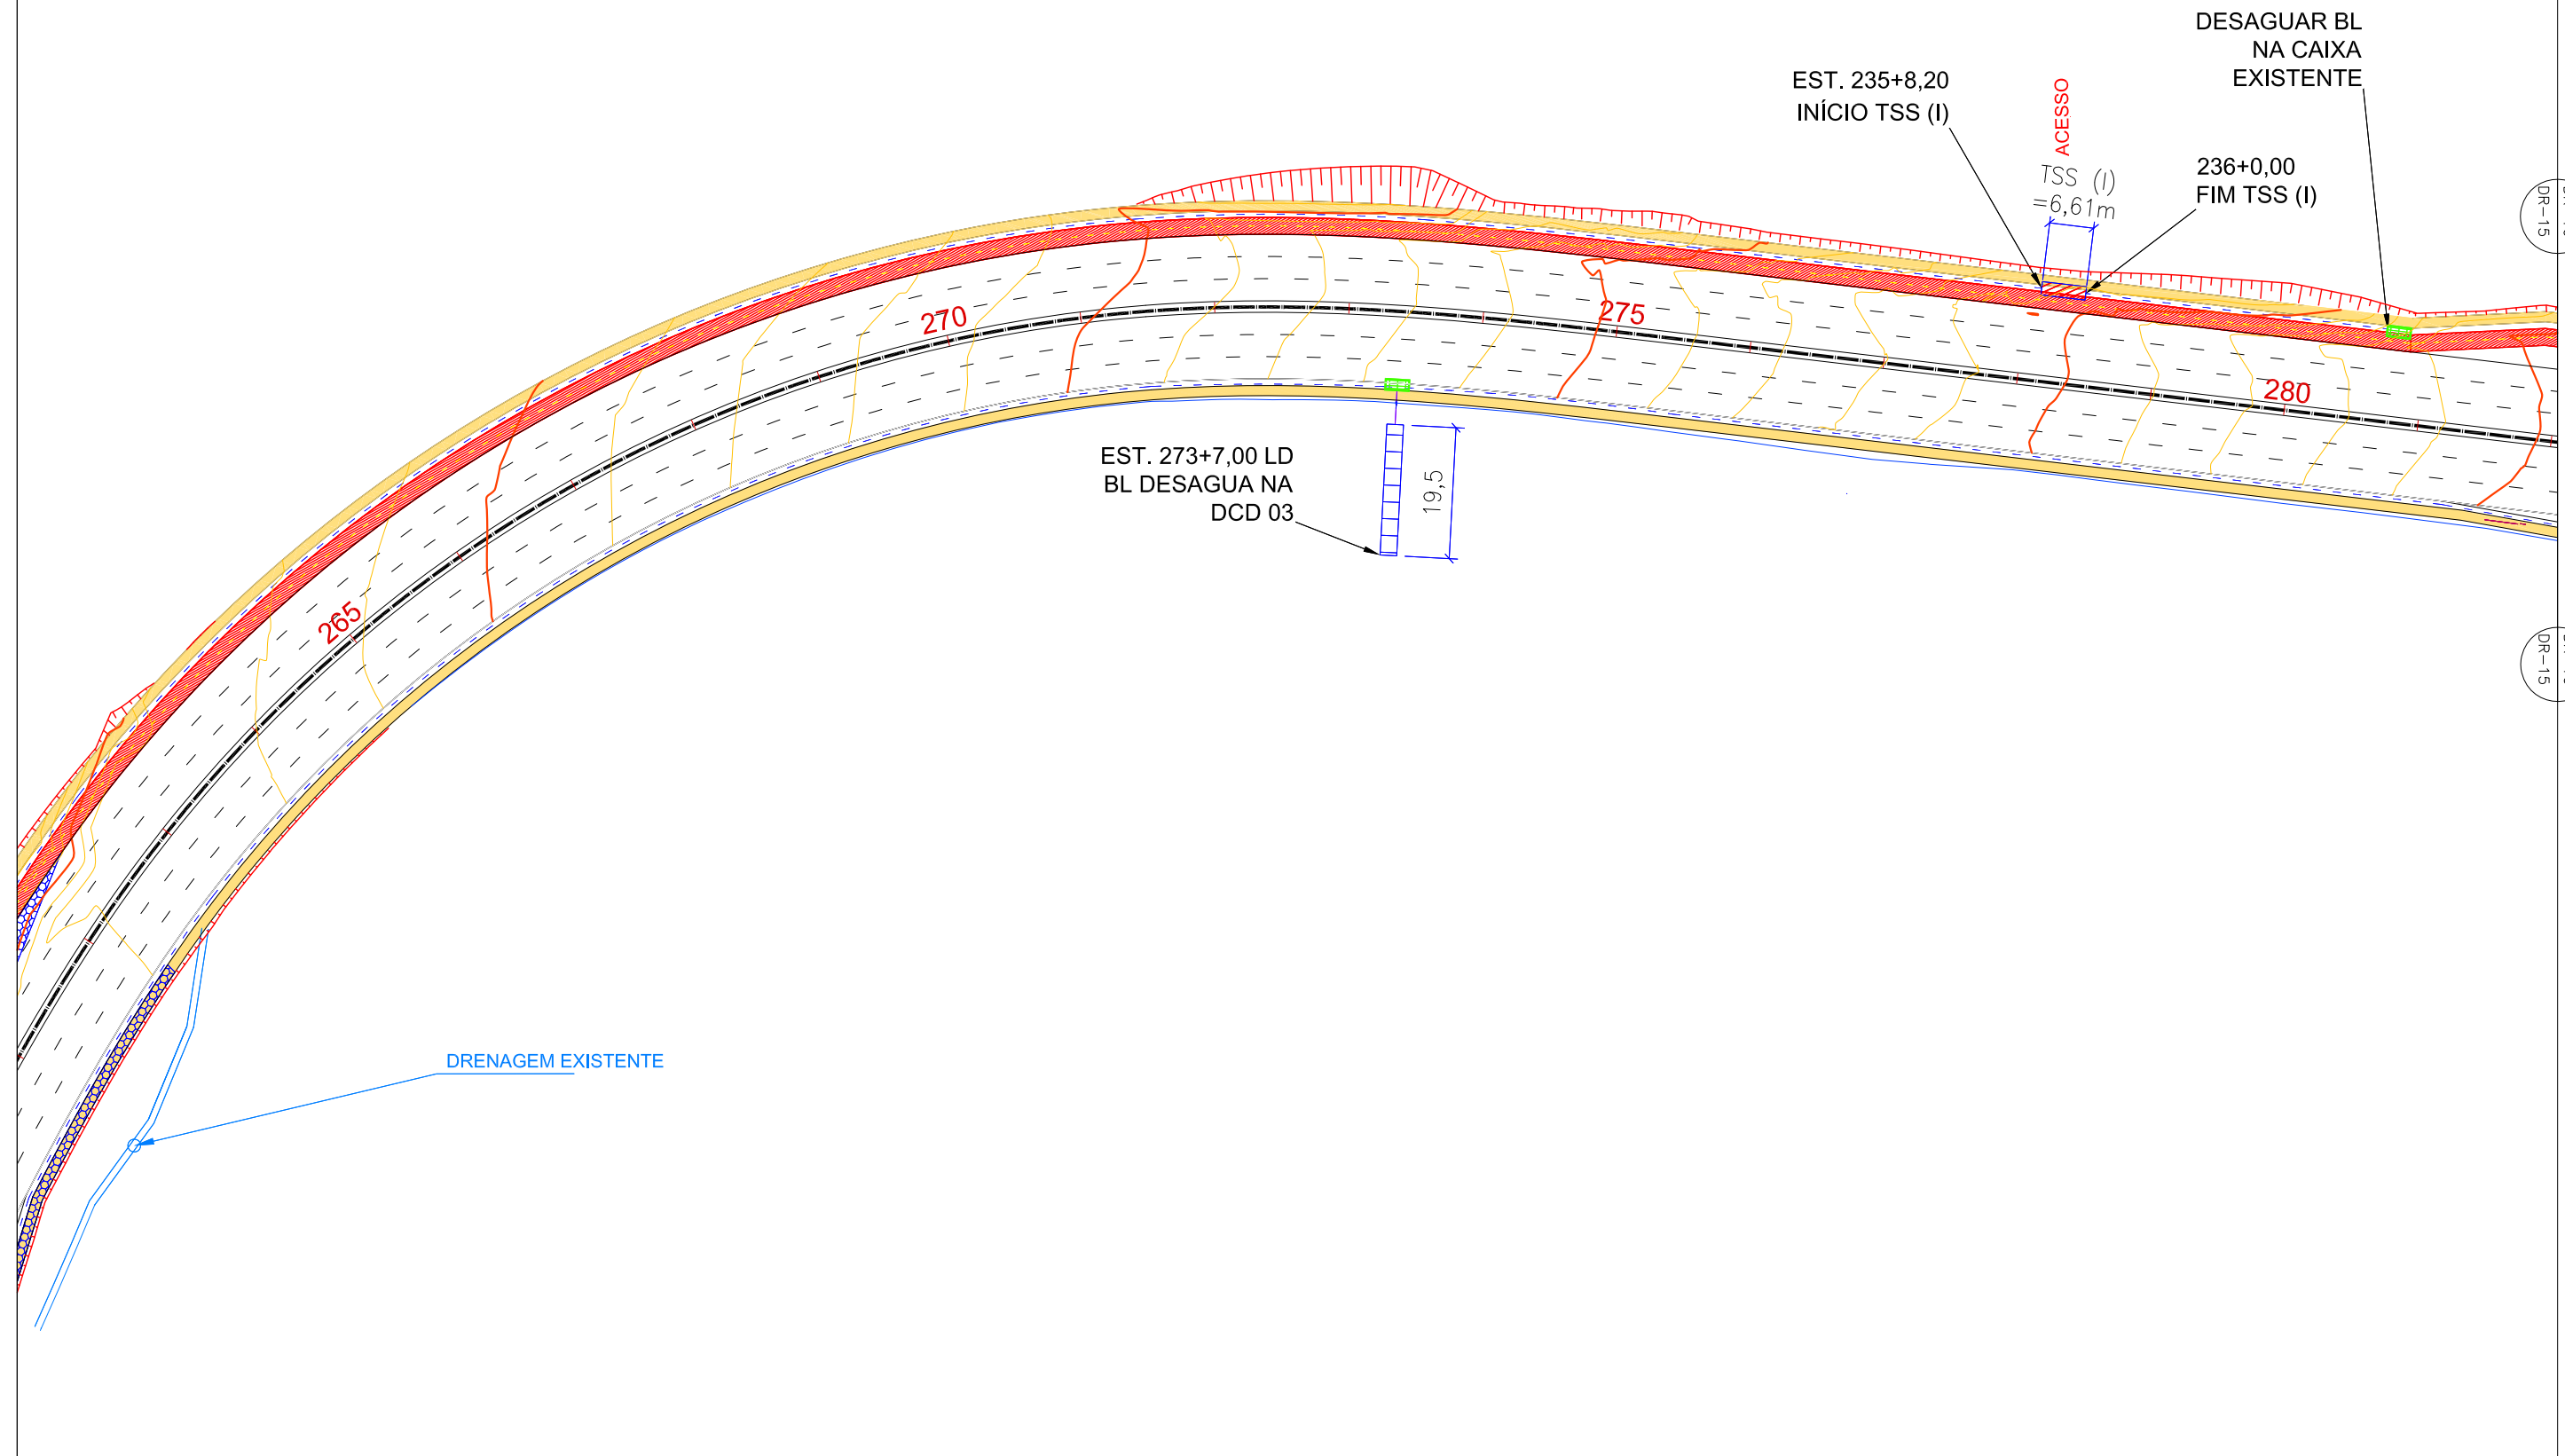 DESAGUAR BL
NA CAIXA
EXISTENTE
EST. 235+8,20
INÍCIO TSS (I)
ACESSO
TSS (I)
=6,61m
236+0,00
FIM TSS (I)
DR-15
270
275
280
265
EST. 273+7,00 LD
BL DESAGUA NA
DCD 03
19,5
DR-15
DRENAGEM EXISTENTE